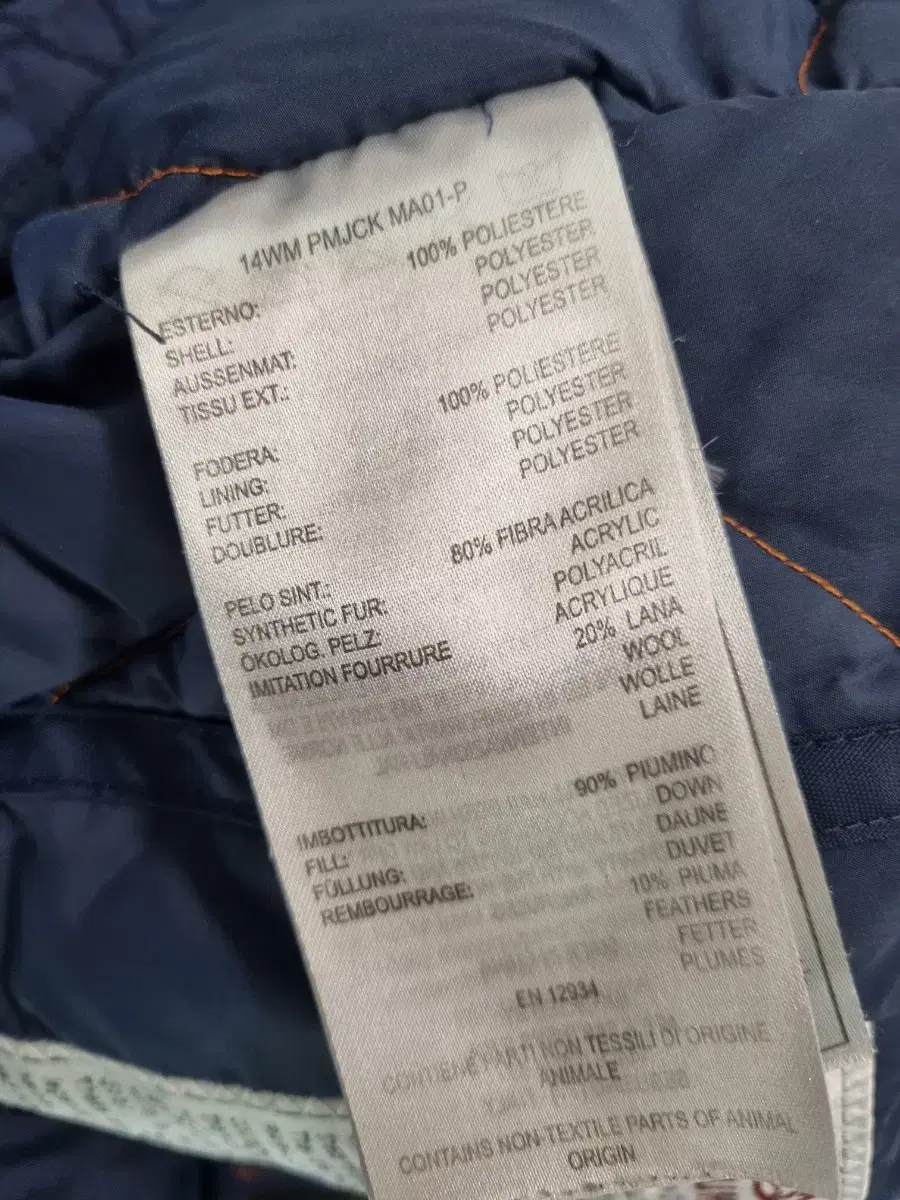 14WM PMJCK MA01-P
ESTERNO: 100% POLIESTERE
SHELL: POLYESTER
AUSSENMAT: POLYESTER
TISSU EXT.: POLYESTER
FODERA: 100% POLIESTERE
LINING: POLYESTER
FUTTER: POLYESTER
DOUBLURE: POLYESTER
PELO SINT.: 80% FIBRA ACRILICA
SYNTHETIC FUR: ACRYLIC
ÖKOLOG. PELZ: POLYACRIL
IMITATION FOURRURE ACRYLIQUE
20% LANA
WOOL
WOLLE
LAINE
IMBOTTITURA: 90% PIUMINO
FILL: DOWN
FÜLLUNG: DAUNE
REMBOURRAGE: DUVET
10% PIUMA
FEATHERS
FETTER
PLUMES
EN 12934
CONTIENE PARTI NON TESSILI DI ORIGINE
ANIMALE
CONTAINS NON-TEXTILE PARTS OF ANIMAL
ORIGIN